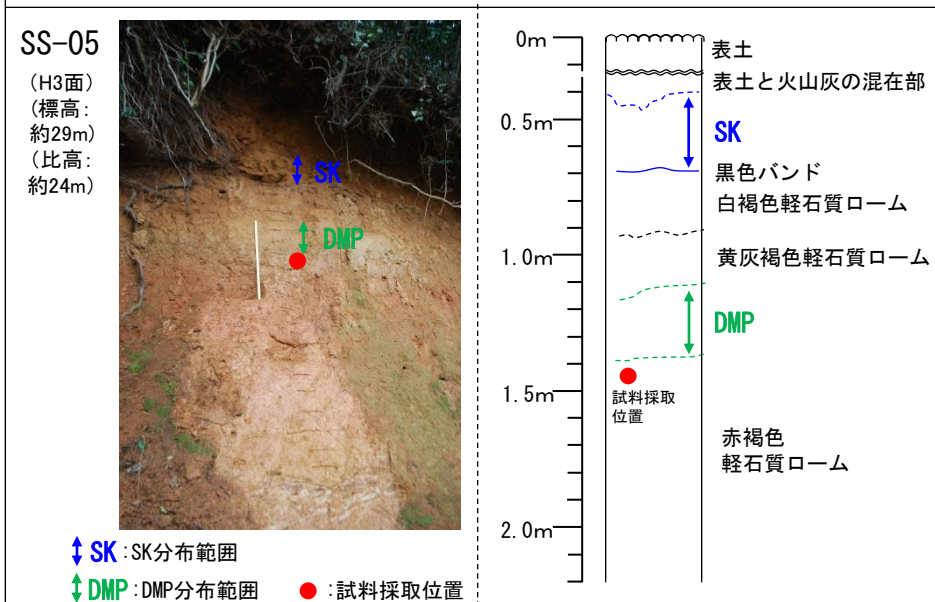 SS-05
（H3面）
（標高：
約29m）
（比高：
約24m）
SK
DMP
SK：SK分布範囲
DMP：DMP分布範囲
：試料採取位置
0m
0.5m
1.0m
1.5m
2.0m
表土
表土と火山灰の混在部
SK
黒色バンド
白褐色軽石質ローム
黄灰褐色軽石質ローム
DMP
試料採取
位置
赤褐色
軽石質ローム